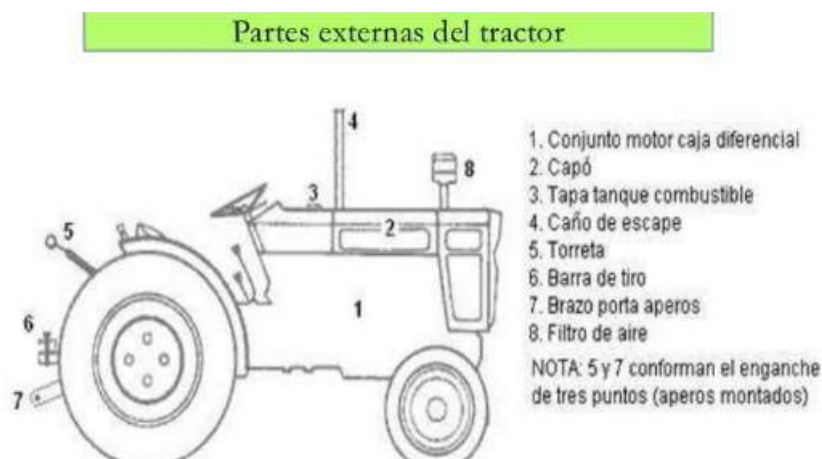 Partes externas del tractor
4
8
3
5
2
6
1
7
1. Conjunto motor caja diferencial
2. Capó
3. Tapa tanque combustible
4. Caño de escape
5. Torreta
6. Barra de tiro
7. Brazo porta aperos
8. Filtro de aire
NOTA: 5 y 7 conforman el enganche
de tres puntos (aperos montados)